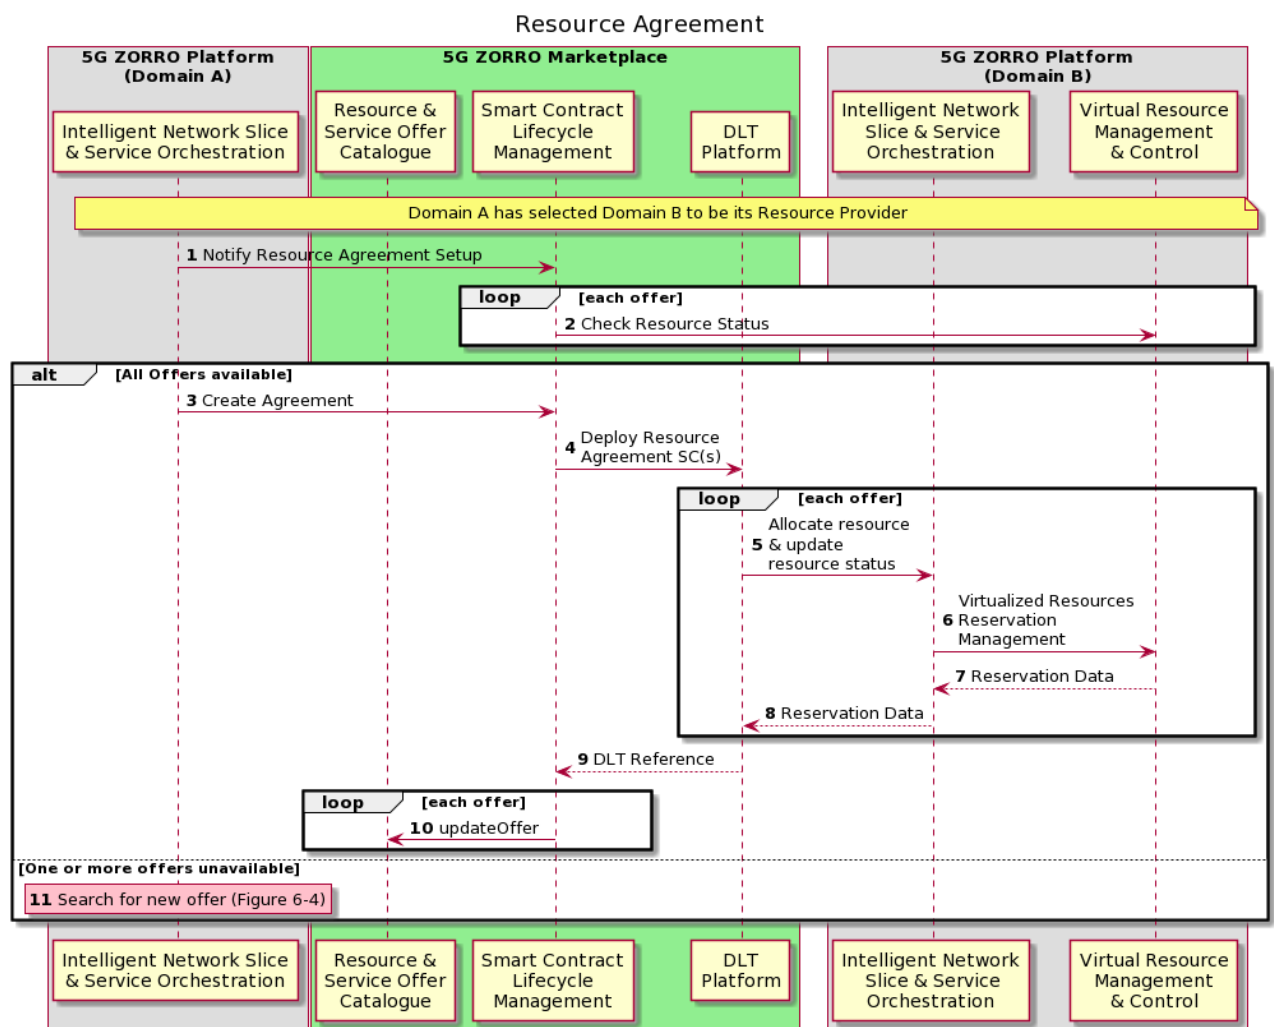 Resource Agreement
5G ZORRO Platform
(Domain A)
5G ZORRO Marketplace
5G ZORRO Platform
(Domain B)
Intelligent Network Slice
& Service Orchestration
Resource &
Service Offer
Catalogue
Smart Contract
Lifecycle
Management
DLT
Platform
Intelligent Network
Slice & Service
Orchestration
Virtual Resource
Management
& Control
Domain A has selected Domain B to be its Resource Provider
1 Notify Resource Agreement Setup
loop [each offer]
2 Check Resource Status
alt [All Offers available]
3 Create Agreement
4 Deploy Resource
Agreement SC(s)
loop [each offer]
Allocate resource
5 & update
resource status
Virtualized Resources
6 Reservation
Management
7 Reservation Data
8 Reservation Data
9 DLT Reference
loop [each offer]
10 updateOffer
[One or more offers unavailable]
11 Search for new offer (Figure 6-4)
Intelligent Network Slice
& Service Orchestration
Resource &
Service Offer
Catalogue
Smart Contract
Lifecycle
Management
DLT
Platform
Intelligent Network
Slice & Service
Orchestration
Virtual Resource
Management
& Control